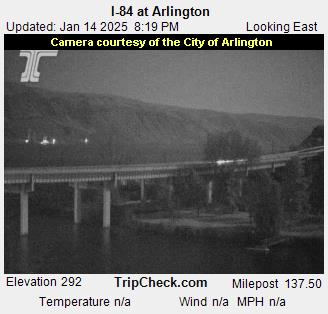 I-84 at Arlington
Updated: Jan 14 2025 8:19 PM Looking East
Camera courtesy of the City of Arlington
Elevation 292 TripCheck.com Milepost 137.50
Temperature n/a Wind n/a MPH n/a